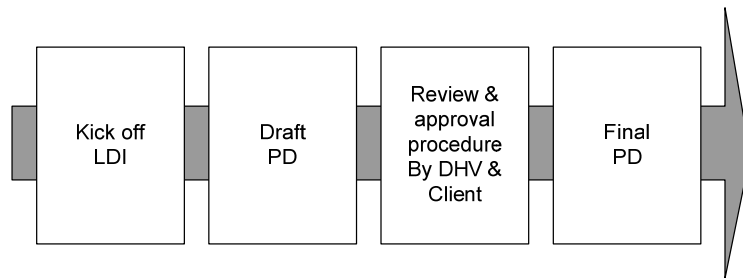 Kick off
LDI
Draft
PD
Review &
approval
procedure
By DHV &
Client
Final
PD